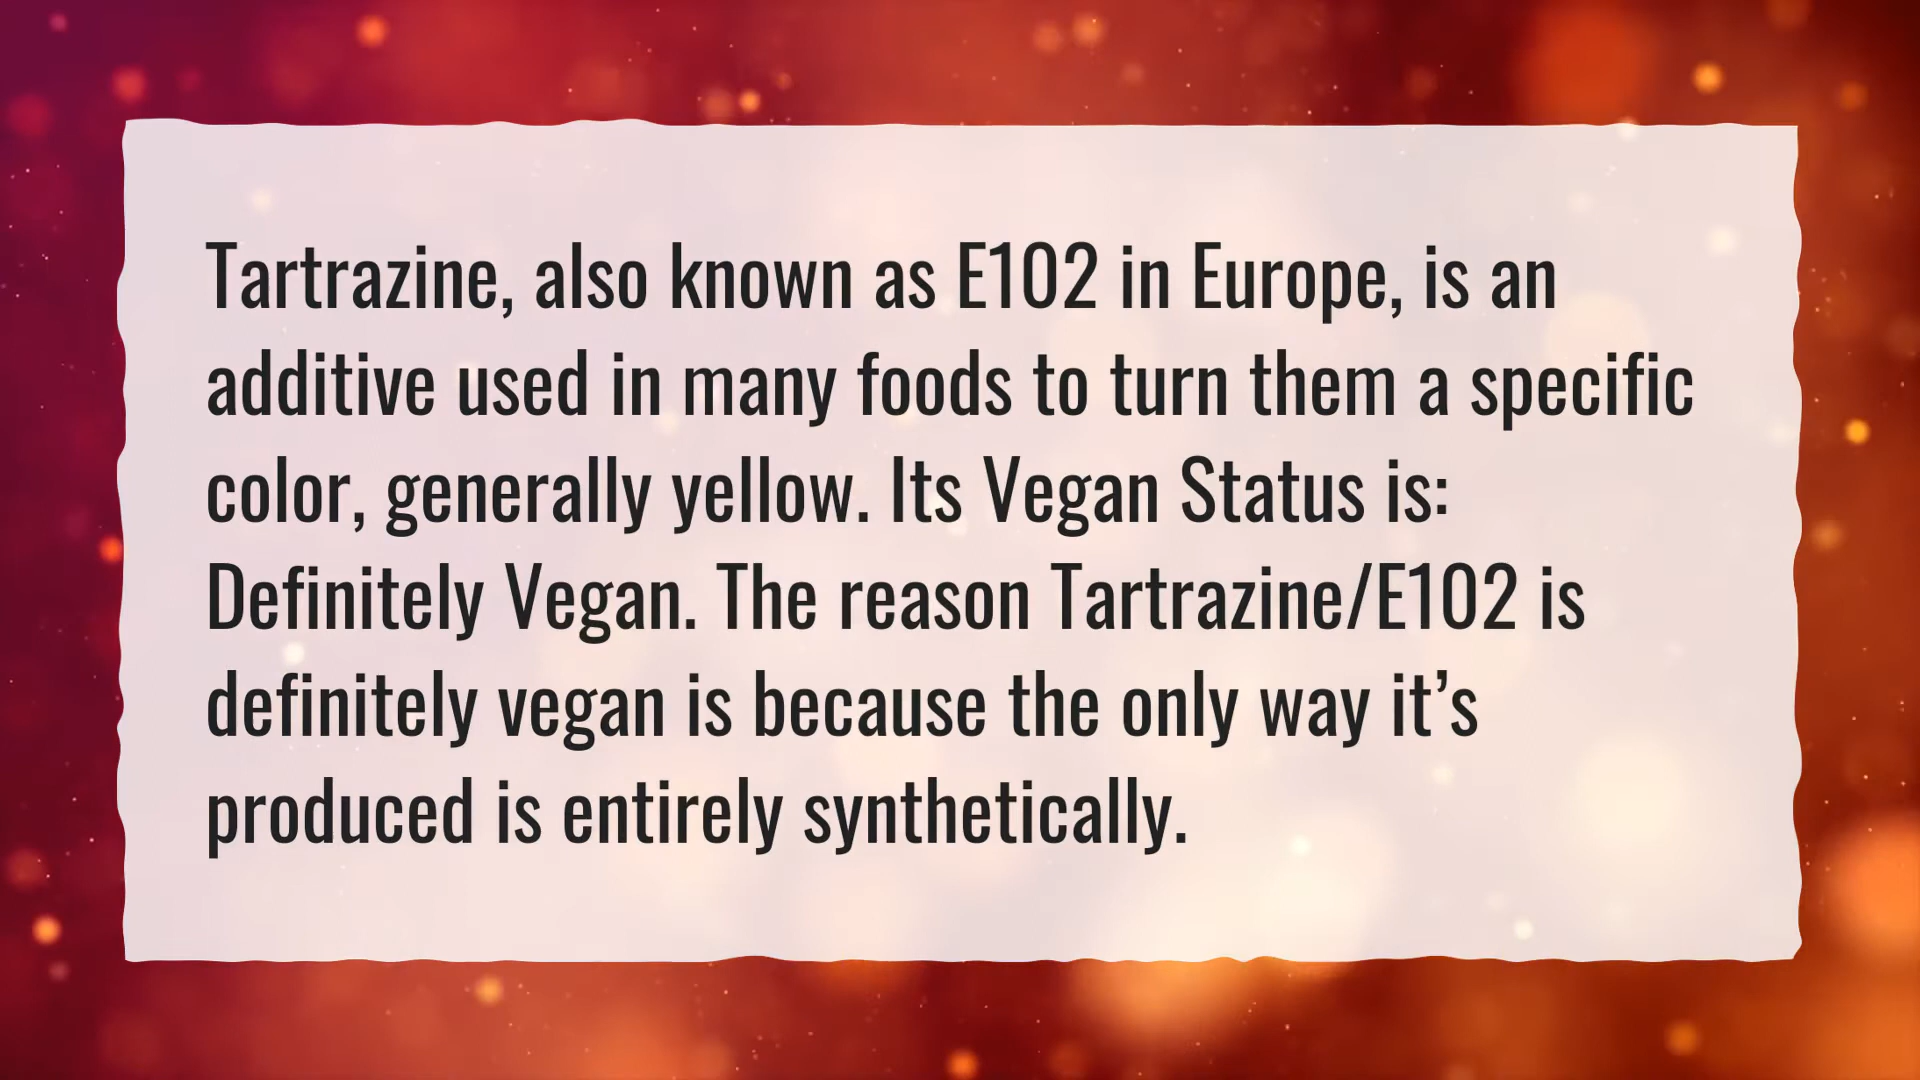 Tartrazine, also known as E102 in Europe, is an
additive used in many foods to turn them a specific
color, generally yellow. Its Vegan Status is:
Definitely Vegan. The reason Tartrazine/E102 is
definitely vegan is because the only way it’s
produced is entirely synthetically.